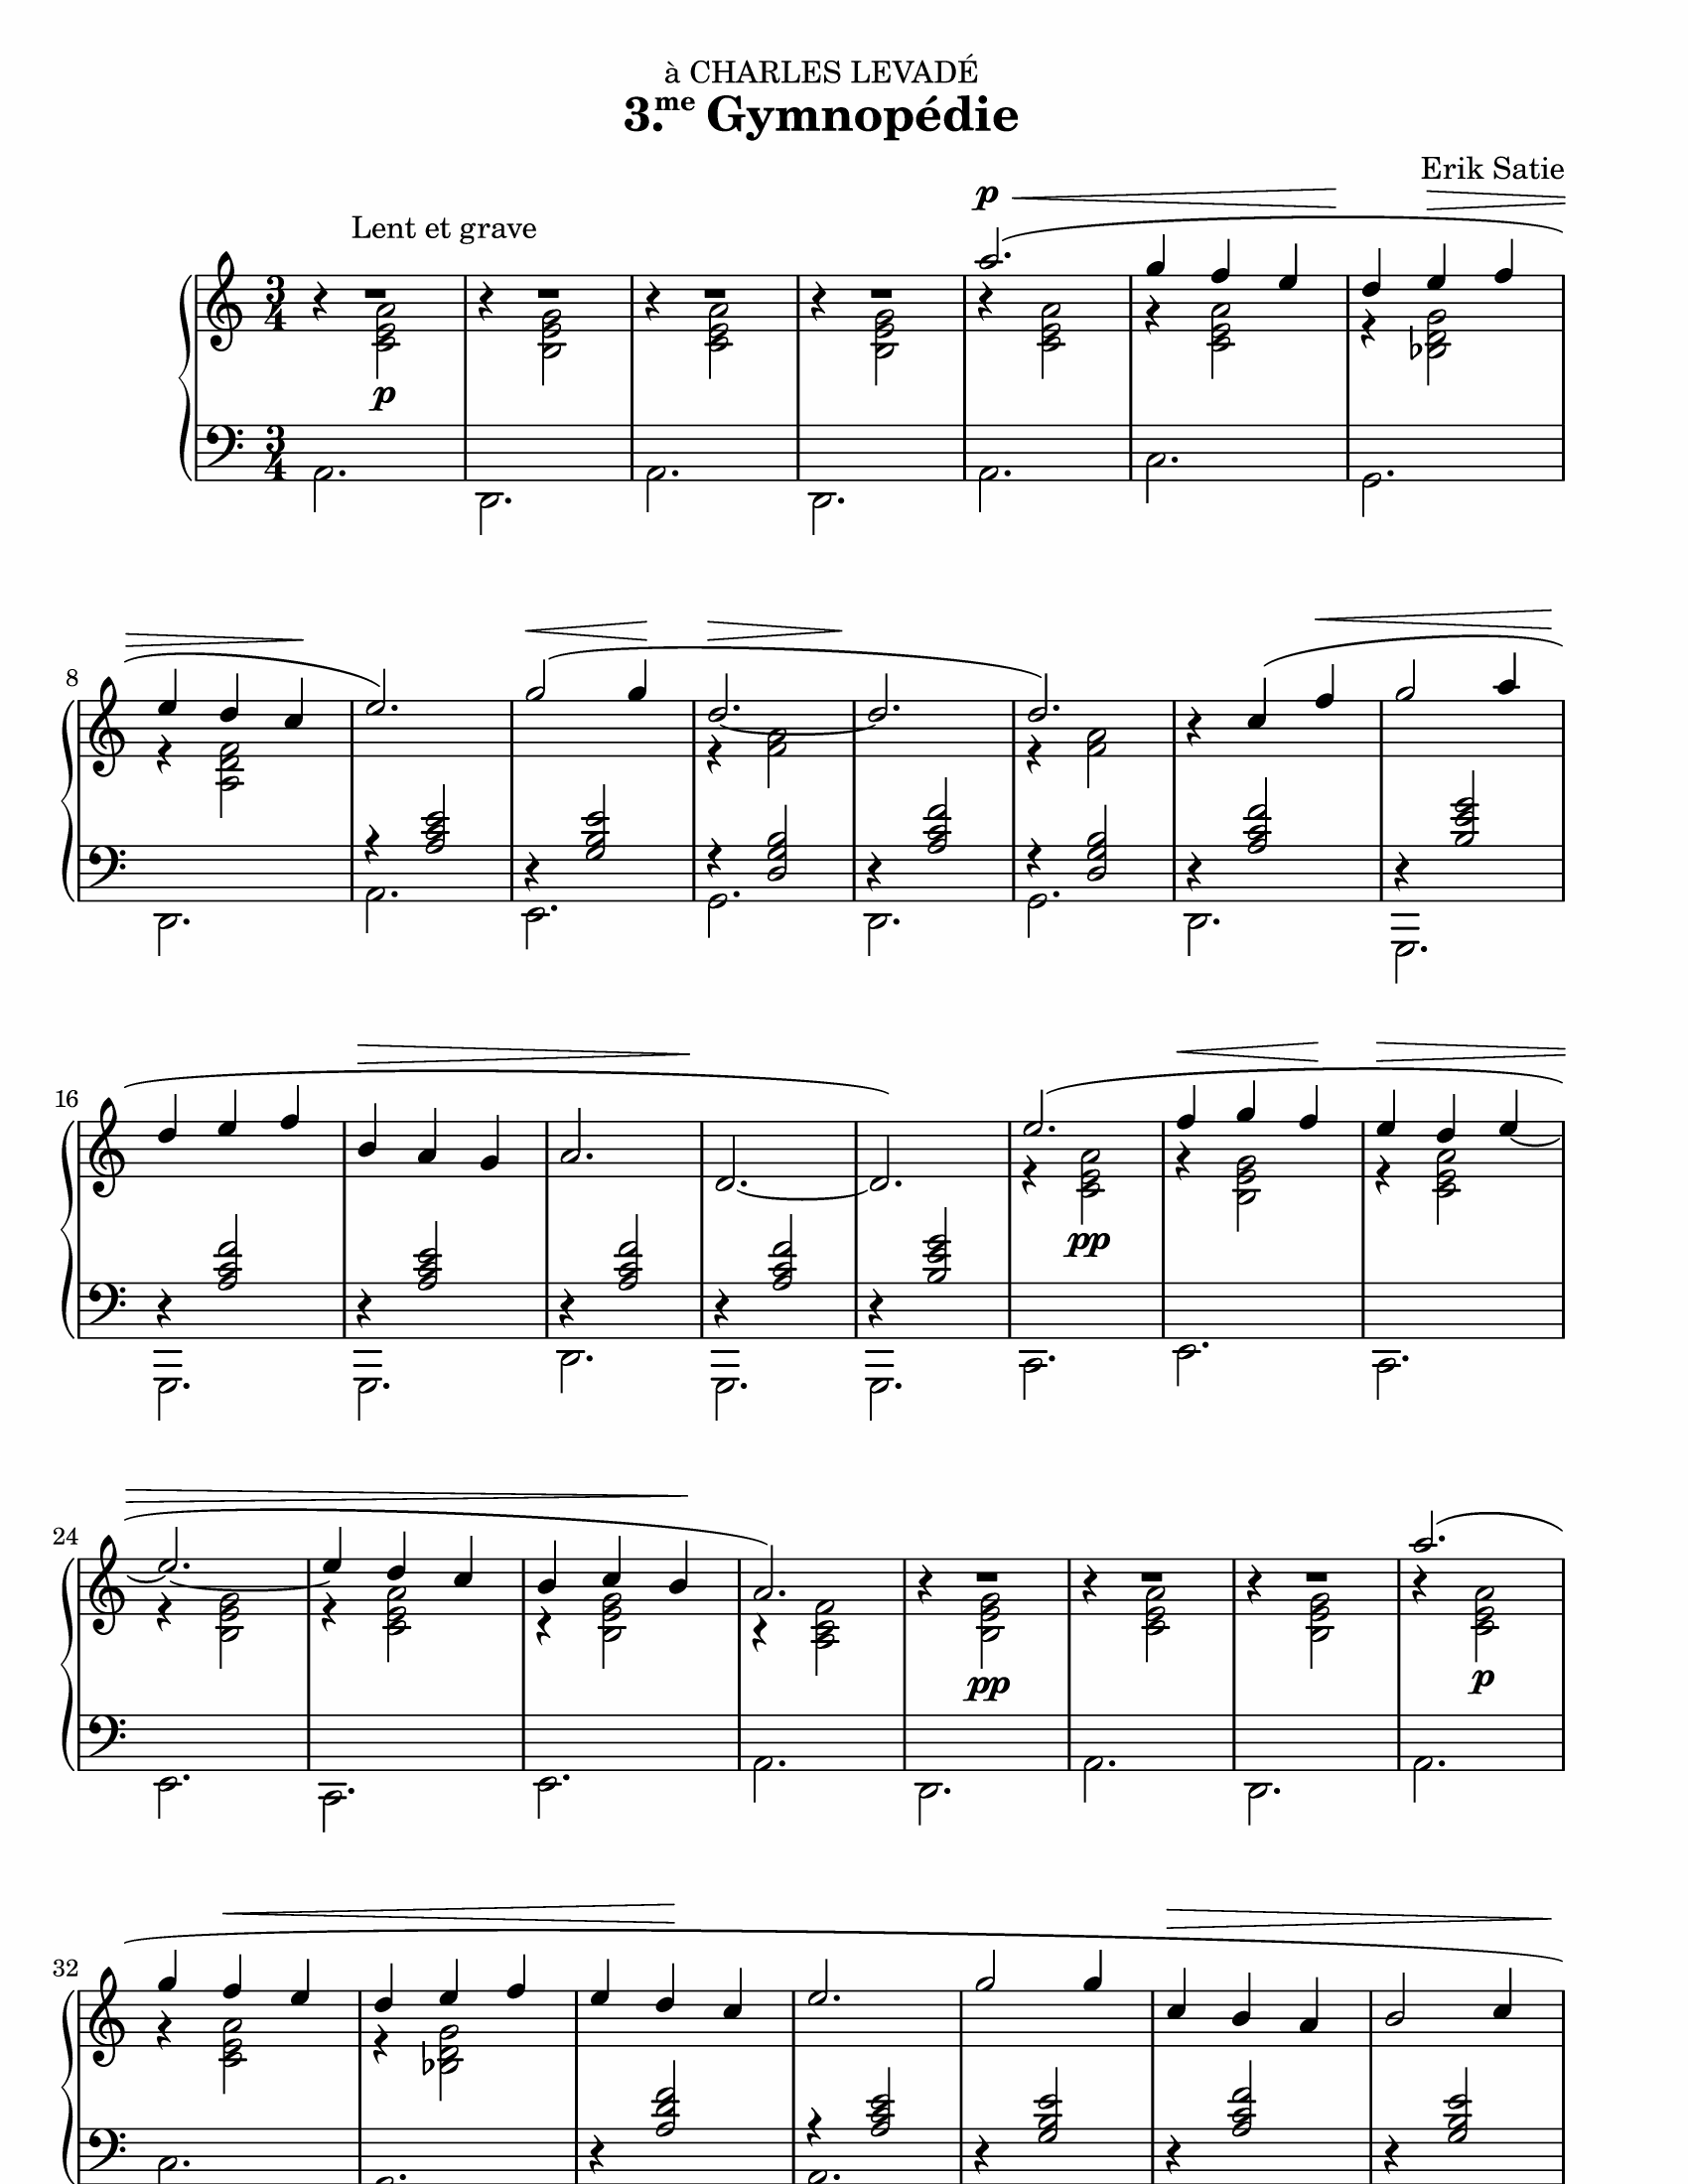 à CHARLES LEVADÉ
3.me Gymnopédie
Erik Satie
Lent et grave
p
p
8
16
pp
24
pp
p
32